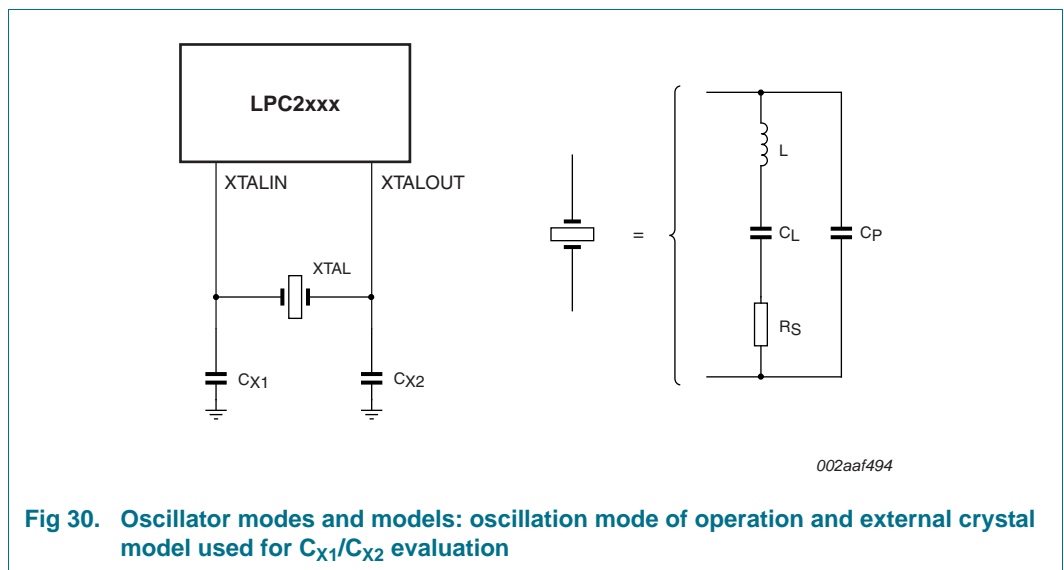 LPC2xxx
XTALIN
XTALOUT
XTAL
CX1
CX2
=
L
CL
CP
RS
002aaf494
Fig 30. Oscillator modes and models: oscillation mode of operation and external crystal
model used for CX1/CX2 evaluation